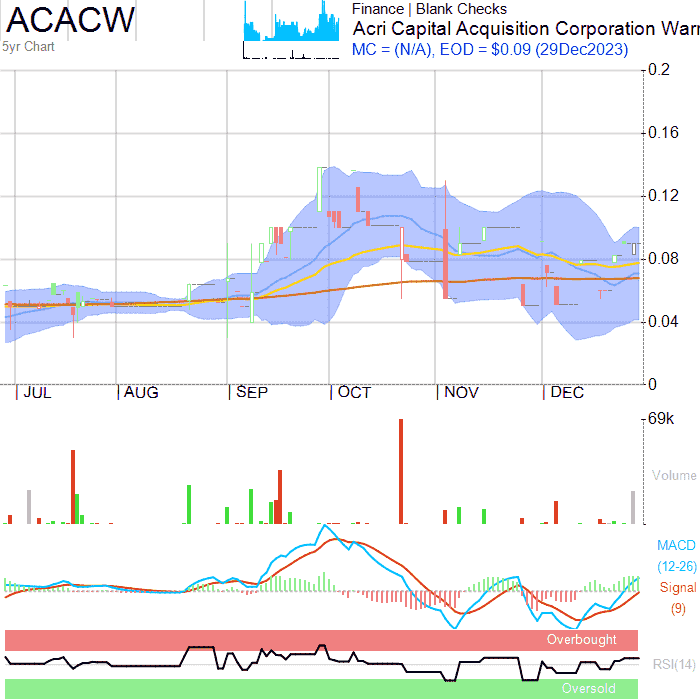 ACACW
5yr Chart
Finance | Blank Checks
Acri Capital Acquisition Corporation Warr
MC = (N/A), EOD = $0.09 (29Dec2023)
0.2
0.16
0.12
0.08
0.04
0
JUL
AUG
SEP
OCT
NOV
DEC
69k
Volume
MACD
(12-26)
Signal
(9)
Overbought
RSI(14)
Oversold